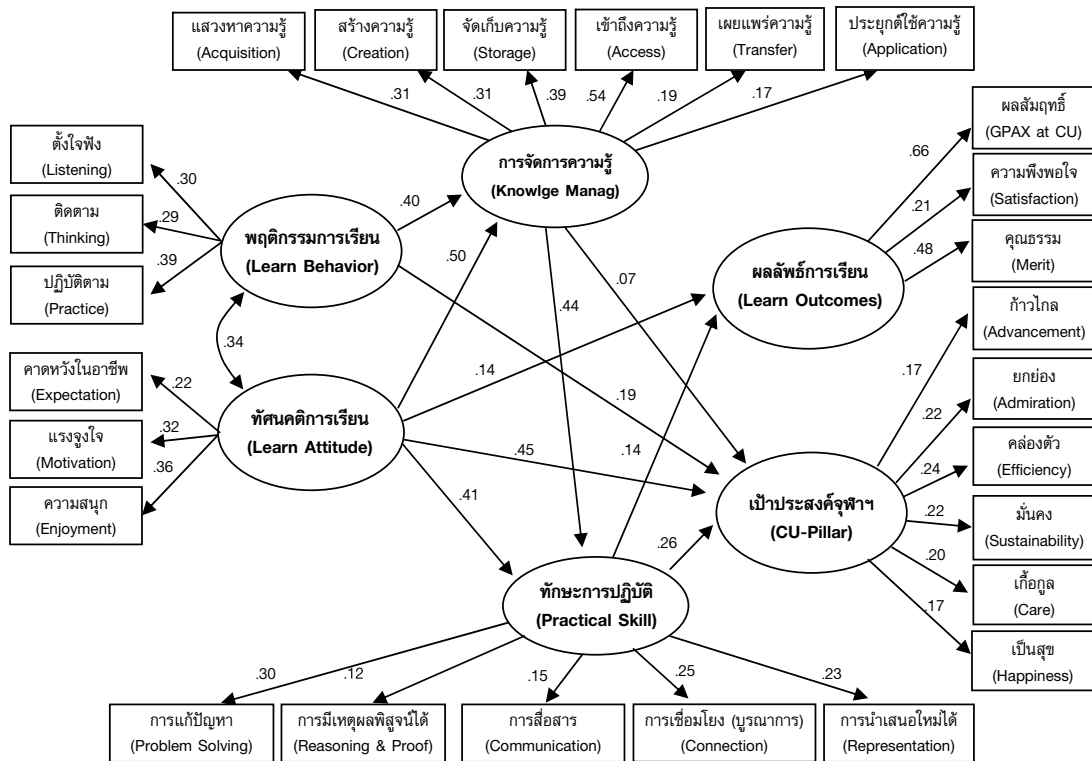 แสวงหาความรู้
(Acquisition)
สร้างความรู้
(Creation)
จัดเก็บความรู้
(Storage)
เข้าถึงความรู้
(Access)
เผยแพร่ความรู้
(Transfer)
ประยุกต์ใช้ความรู้
(Application)
.31
.31
.39
.54
.19
.17
ผลสัมฤทธิ์
(GPAX at CU)
ความพึงพอใจ
(Satisfaction)
คุณธรรม
(Merit)
.66
.21
.48
ตั้งใจฟัง
(Listening)
ติดตาม
(Thinking)
ปฏิบัติตาม
(Practice)
.30
.29
.39
การจัดการความรู้
(Knowlge Manag)
.40
พฤติกรรมการเรียน
(Learn Behavior)
.50
.44
.07
ผลลัพธ์การเรียน
(Learn Outcomes)
ก้าวไกล
(Advancement)
ยกย่อง
(Admiration)
คล่องตัว
(Efficiency)
มั่นคง
(Sustainability)
เกื้อกูล
(Care)
เป็นสุข
(Happiness)
.17
.22
.24
.22
.20
.17
.34
.14
.19
.14
คาดหวังในอาชีพ
(Expectation)
แรงจูงใจ
(Motivation)
ความสนุก
(Enjoyment)
.22
.32
.36
ทัศนคติการเรียน
(Learn Attitude)
.45
.41
เป้าประสงค์จุฬาฯ
(CU-Pillar)
.26
ทักษะการปฏิบัติ
(Practical Skill)
.30
.12
.15
.25
.23
การแก้ปัญหา
(Problem Solving)
การมีเหตุผลพิสูจน์ได้
(Reasoning & Proof)
การสื่อสาร
(Communication)
การเชื่อมโยง (บูรณาการ)
(Connection)
การนำเสนอใหม่ได้
(Representation)